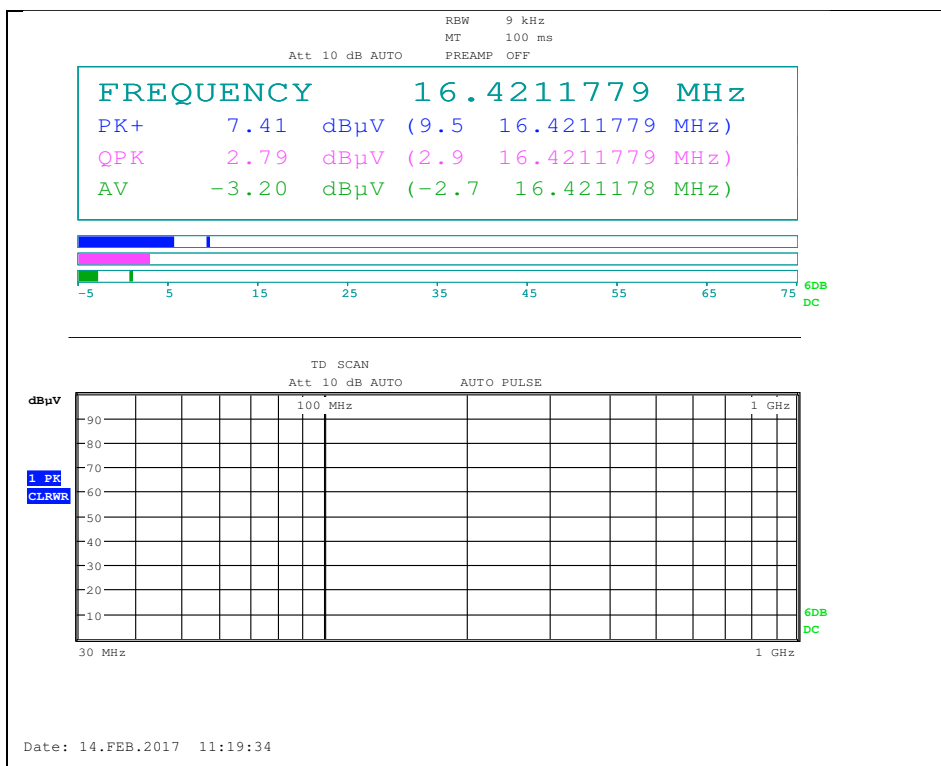 RBW 9 kHz
MT 100 ms
Att 10 dB AUTO PREAMP OFF
FREQUENCY 16.4211779 MHz
PK+ 7.41 dBµV (9.5 16.4211779 MHz)
QPK 2.79 dBµV (2.9 16.4211779 MHz)
AV −3.20 dBµV (−2.7 16.421178 MHz)
−5 5 15 25 35 45 55 65 75
6DB
DC
TD SCAN
Att 10 dB AUTO AUTO PULSE
dBµV
100 MHz 1 GHz
90
80
70
1 PK
60
CLRWR
50
40
30
20
10
6DB
DC
30 MHz 1 GHz
Date: 14.FEB.2017 11:19:34